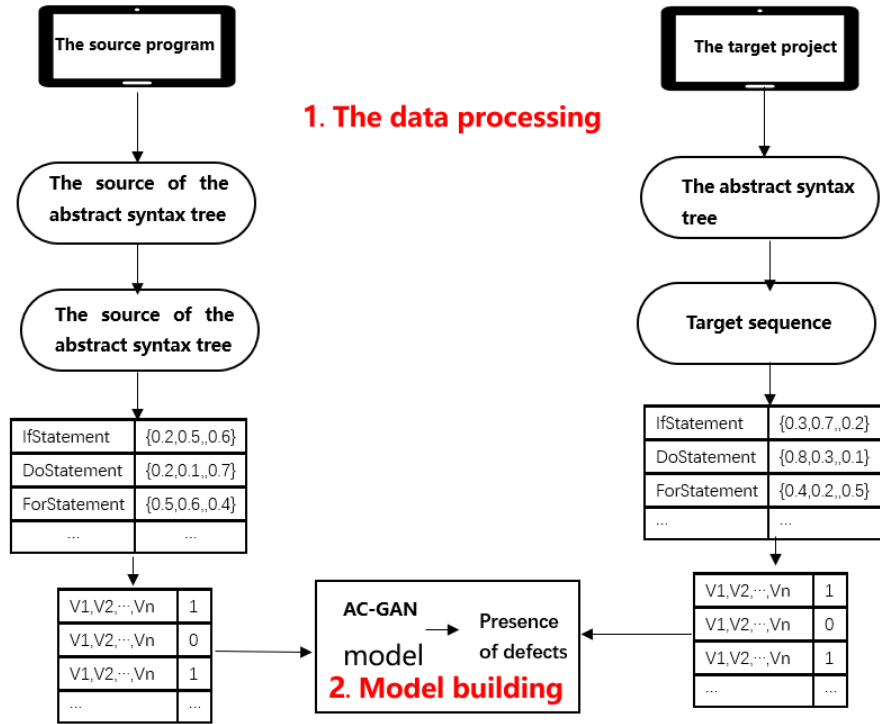 The source program
The target project
1. The data processing
The source of the
abstract syntax tree
The abstract syntax
tree
The source of the
abstract syntax tree
Target sequence
IfStatement {0.2,0.5,,0.6}
DoStatement {0.2,0.1,,0.7}
ForStatement {0.5,0.6,,0.4}
... ...
IfStatement {0.3,0.7,,0.2}
DoStatement {0.8,0.3,,0.1}
ForStatement {0.4,0.2,,0.5}
... ...
V1,V2,···,Vn 1
V1,V2,···,Vn 0
V1,V2,···,Vn 1
... ...
AC-GAN
model
Presence
of defects
2. Model building
V1,V2,···,Vn 1
V1,V2,···,Vn 0
V1,V2,···,Vn 1
... ...